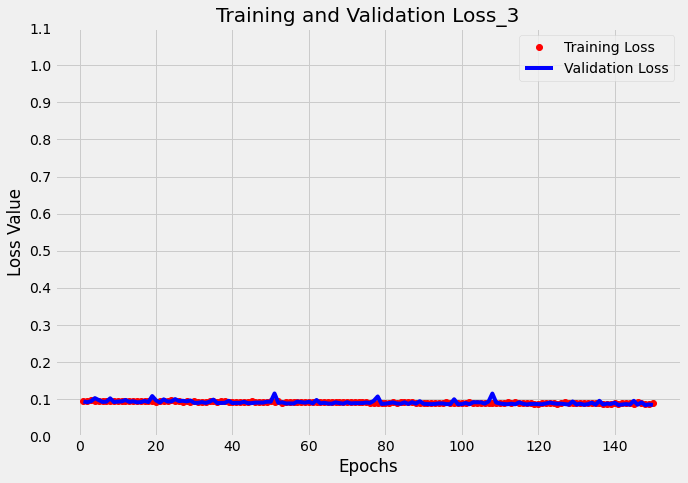 Training and Validation Loss_3
1.1
1.0
0.9
0.8
0.7
0.6
0.5
0.4
0.3
0.2
0.1
0.0
Loss Value
Training Loss
Validation Loss
0 20 40 60 80 100 120 140
Epochs